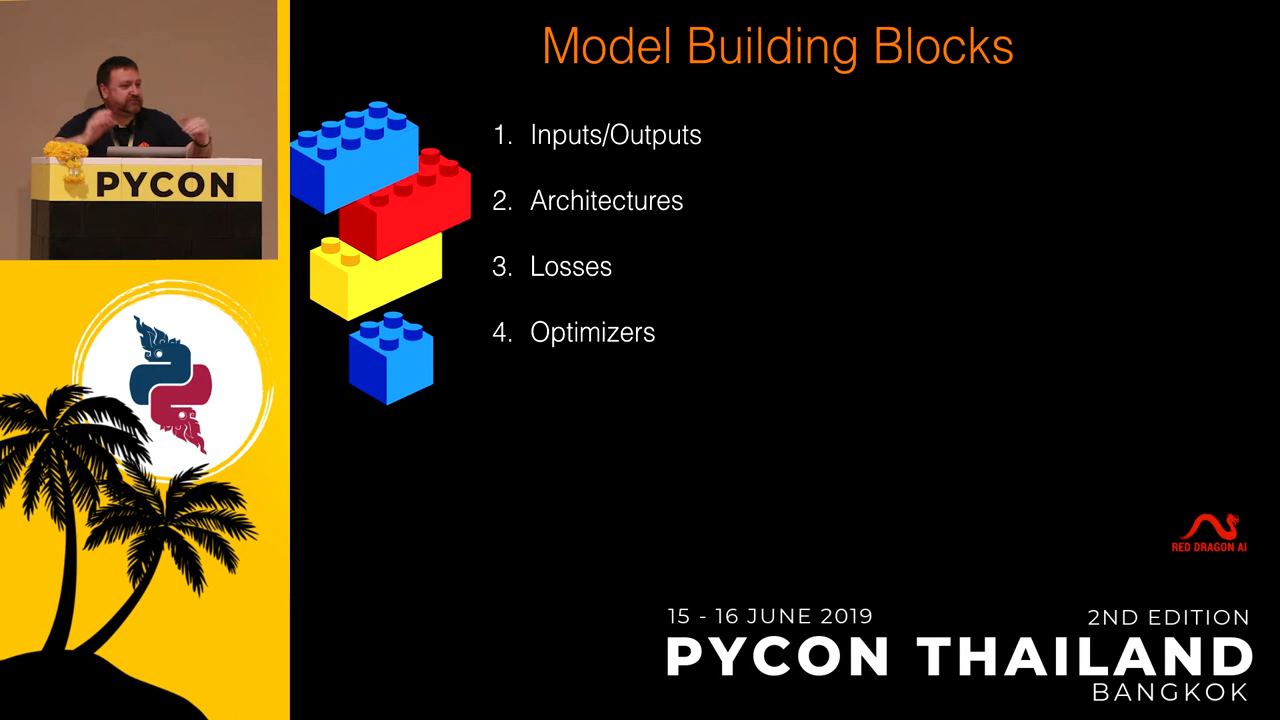 Model Building Blocks
1. Inputs/Outputs
2. Architectures
3. Losses
4. Optimizers
PYCON
RED DRAGON AI
15 - 16 JUNE 2019
2ND EDITION
PYCON THAILAND
BANGKOK